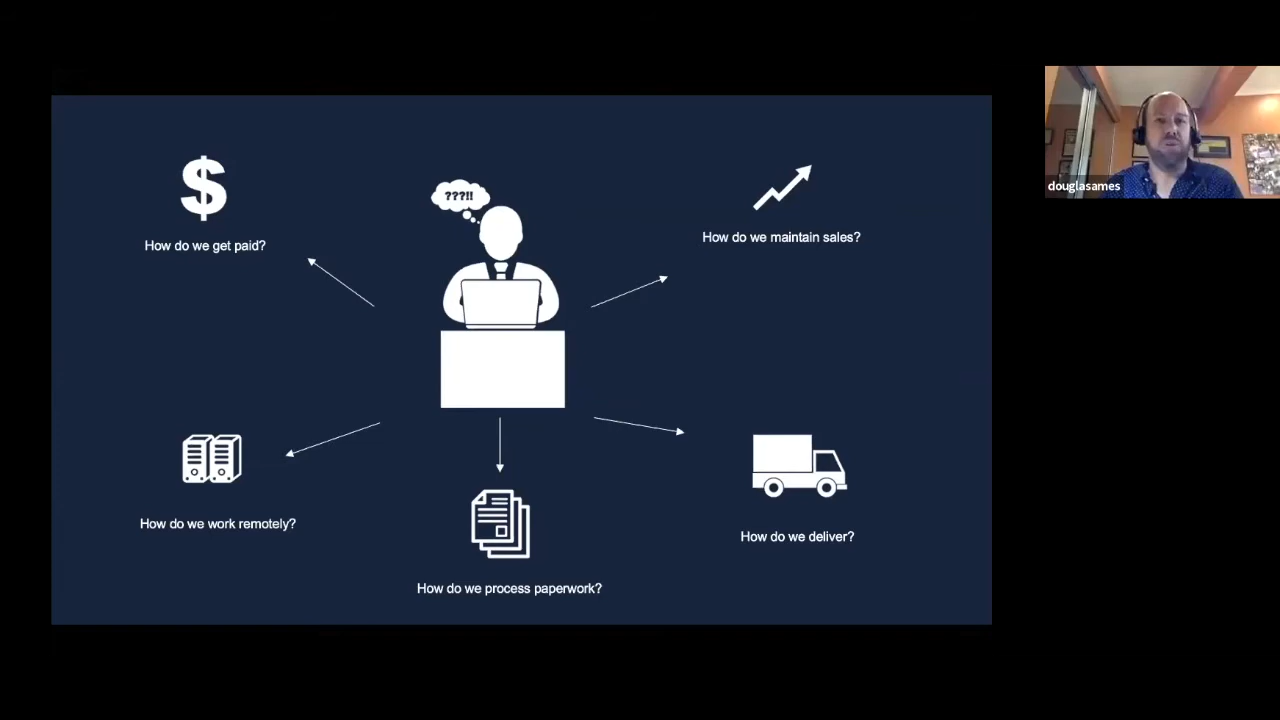 ???!!
How do we get paid?
How do we maintain sales?
douglasames
How do we work remotely?
How do we deliver?
How do we process paperwork?